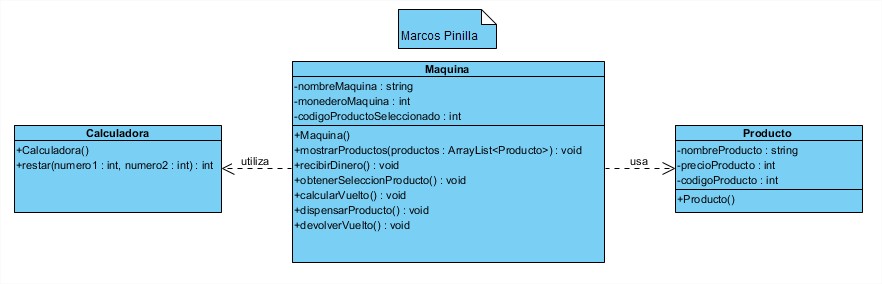 Marcos Pinilla
Maquina
-nombreMaquina : string
-monederoMaquina : int
-codigoProductoSeleccionado : int
+Maquina()
+mostrarProductos(productos : ArrayList<Producto>) : void
+recibirDinero() : void
+obtenerSeleccionProducto() : void
+calcularVuelto() : void
+dispensarProducto() : void
+devolverVuelto() : void
Calculadora
+Calculadora()
+restar(numero1 : int, numero2 : int) : int
utiliza
usa
Producto
-nombreProducto : string
-precioProducto : int
-codigoProducto : int
+Producto()